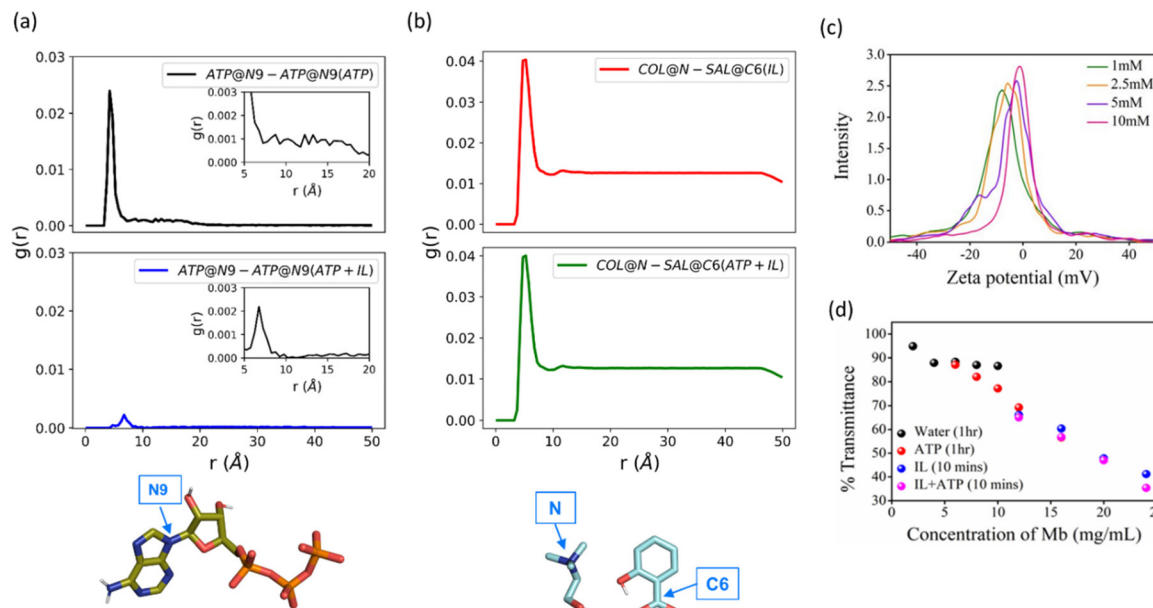 (a)
0.03
0.02
0.01
0.00
g(r)
ATP@N9 − ATP@N9(ATP)
0.003
0.002
0.001
0.000
g(r)
5 10 15 20
r (Å)
0.03
0.02
0.01
0.00
ATP@N9 − ATP@N9(ATP + IL)
0.003
0.002
0.001
0.000
g(r)
5 10 15 20
r (Å)
0 10 20 30 40 50
r (Å)
N9
(b)
0.04
0.03
0.02
0.01
0.00
g(r)
COL@N − SAL@C6(IL)
0.04
0.03
0.02
0.01
0.00
COL@N − SAL@C6(ATP + IL)
0 10 20 30 40 50
r (Å)
N
C6
(c)
3.0
2.5
2.0
1.5
1.0
0.5
0.0
Intensity
1mM
2.5mM
5mM
10mM
-40 -20 0 20 40
Zeta potential (mV)
(d)
100
90
80
70
60
50
40
30
% Transmittance
Water (1hr)
ATP (1hr)
IL (10 mins)
IL+ATP (10 mins)
0 5 10 15 20
Concentration of Mb (mg/mL)